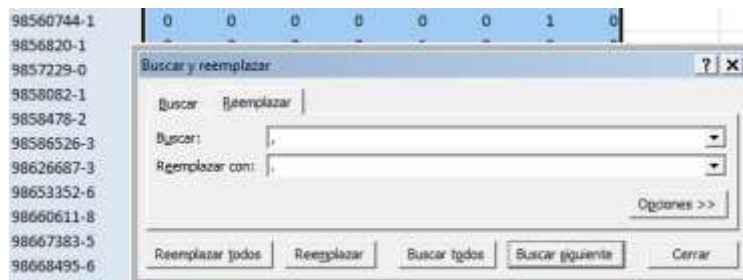 98560744-1 0 0 0 0 0 1 0
9856820-1
Buscar y reemplazar ? X
9857229-0
9858082-1
Buscar Reemplazar
9858478-2
98586526-3
Buscar: ,
98626687-3
Reemplazar con: .
98653352-6
Opciones >>
98660611-8
98667383-5
Reemplazar todos Reemplazar Buscar todos Buscar siguiente Cerrar
98668495-6